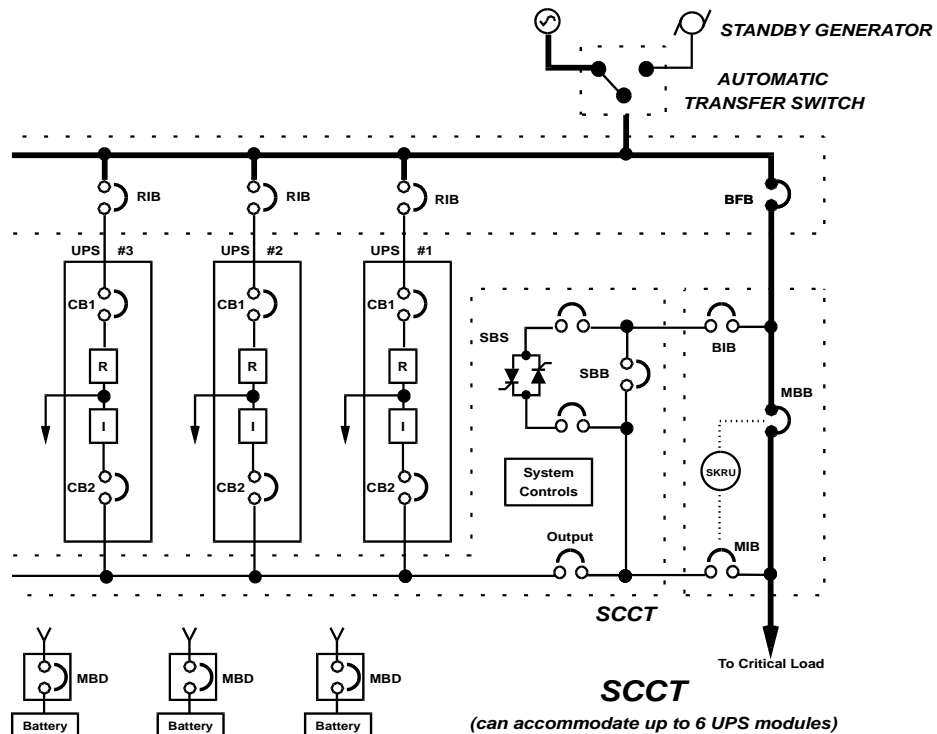 STANDBY GENERATOR
AUTOMATIC
TRANSFER SWITCH
RIB
RIB
RIB
BFB
UPS #3
UPS #2
UPS #1
CB1
CB1
CB1
SBS
SBB
BIB
R
R
R
MBB
I
I
I
SKRU
System
Controls
CB2
CB2
CB2
Output
MIB
SCCT
To Critical Load
MBD
MBD
MBD
SCCT
Battery
Battery
Battery
(can accommodate up to 6 UPS modules)